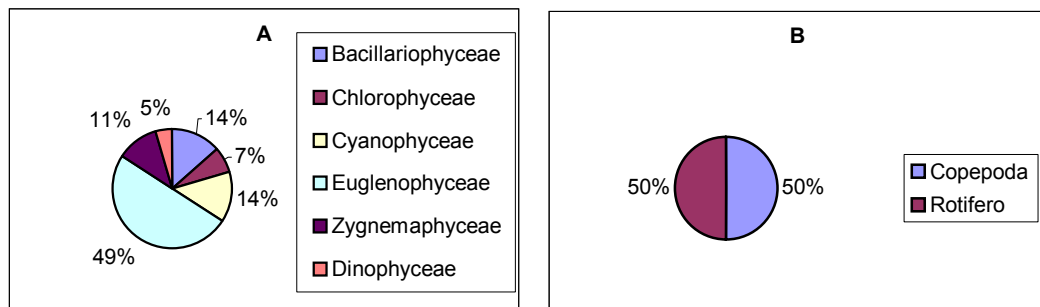 A
Bacillariophyceae
Chlorophyceae
Cyanophyceae
Euglenophyceae
Zygnemaphyceae
Dinophyceae
14%
7%
14%
49%
11%
5%
B
50%
50%
Copepoda
Rotifero